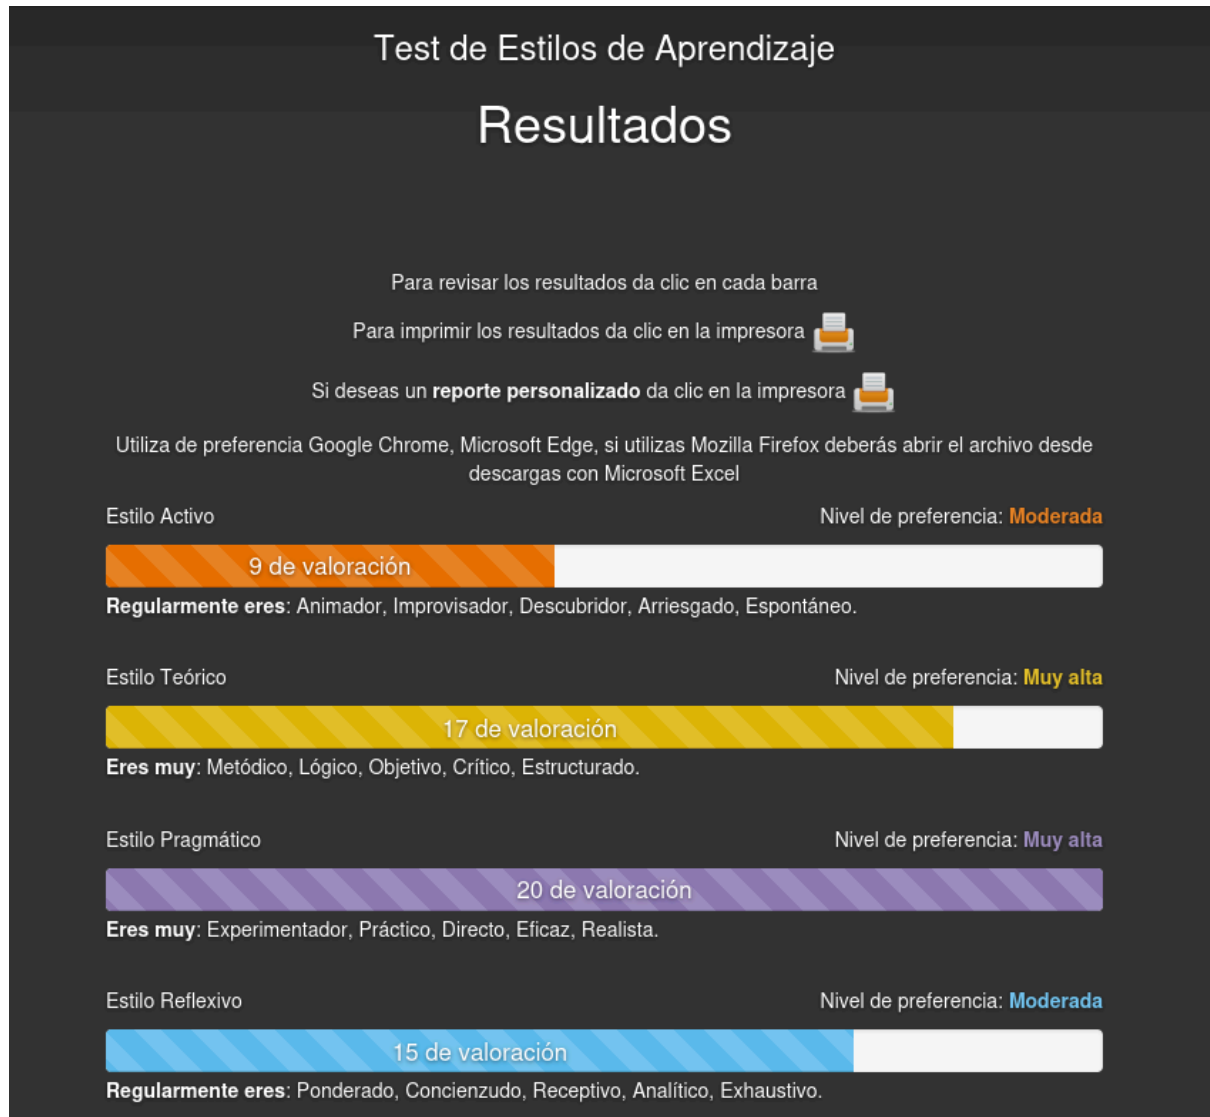 Test de Estilos de Aprendizaje
Resultados
Para revisar los resultados da clic en cada barra
Para imprimir los resultados da clic en la impresora
Si deseas un reporte personalizado da clic en la impresora
Utiliza de preferencia Google Chrome, Microsoft Edge, si utilizas Mozilla Firefox deberás abrir el archivo desde
descargas con Microsoft Excel
Estilo Activo Nivel de preferencia: Moderada
9 de valoración
Regularmente eres: Animador, Improvisador, Descubridor, Arriesgado, Espontáneo.
Estilo Teórico Nivel de preferencia: Muy alta
17 de valoración
Eres muy: Metódico, Lógico, Objetivo, Crítico, Estructurado.
Estilo Pragmático Nivel de preferencia: Muy alta
20 de valoración
Eres muy: Experimentador, Práctico, Directo, Eficaz, Realista.
Estilo Reflexivo Nivel de preferencia: Moderada
15 de valoración
Regularmente eres: Ponderado, Concienzudo, Receptivo, Analítico, Exhaustivo.